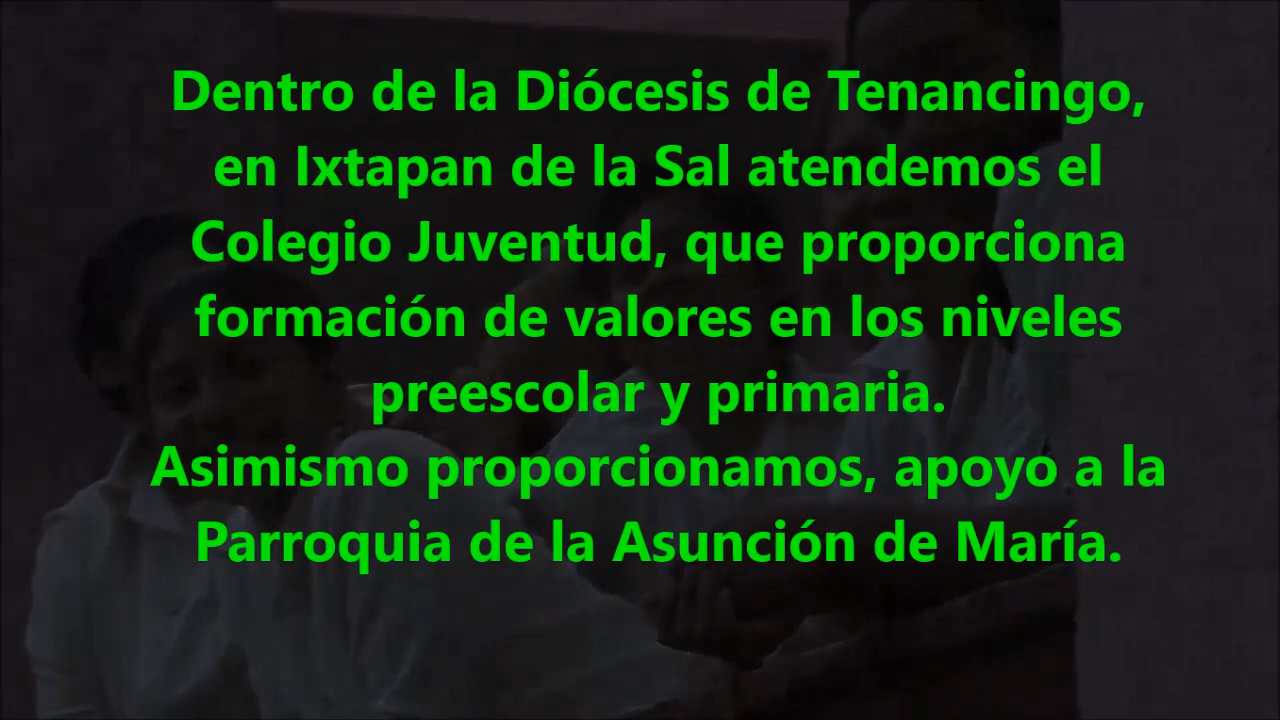 Dentro de la Diócesis de Tenancingo,
en Ixtapan de la Sal atendemos el
Colegio Juventud, que proporciona
formación de valores en los niveles
preescolar y primaria.
Asimismo proporcionamos, apoyo a la
Parroquia de la Asunción de María.